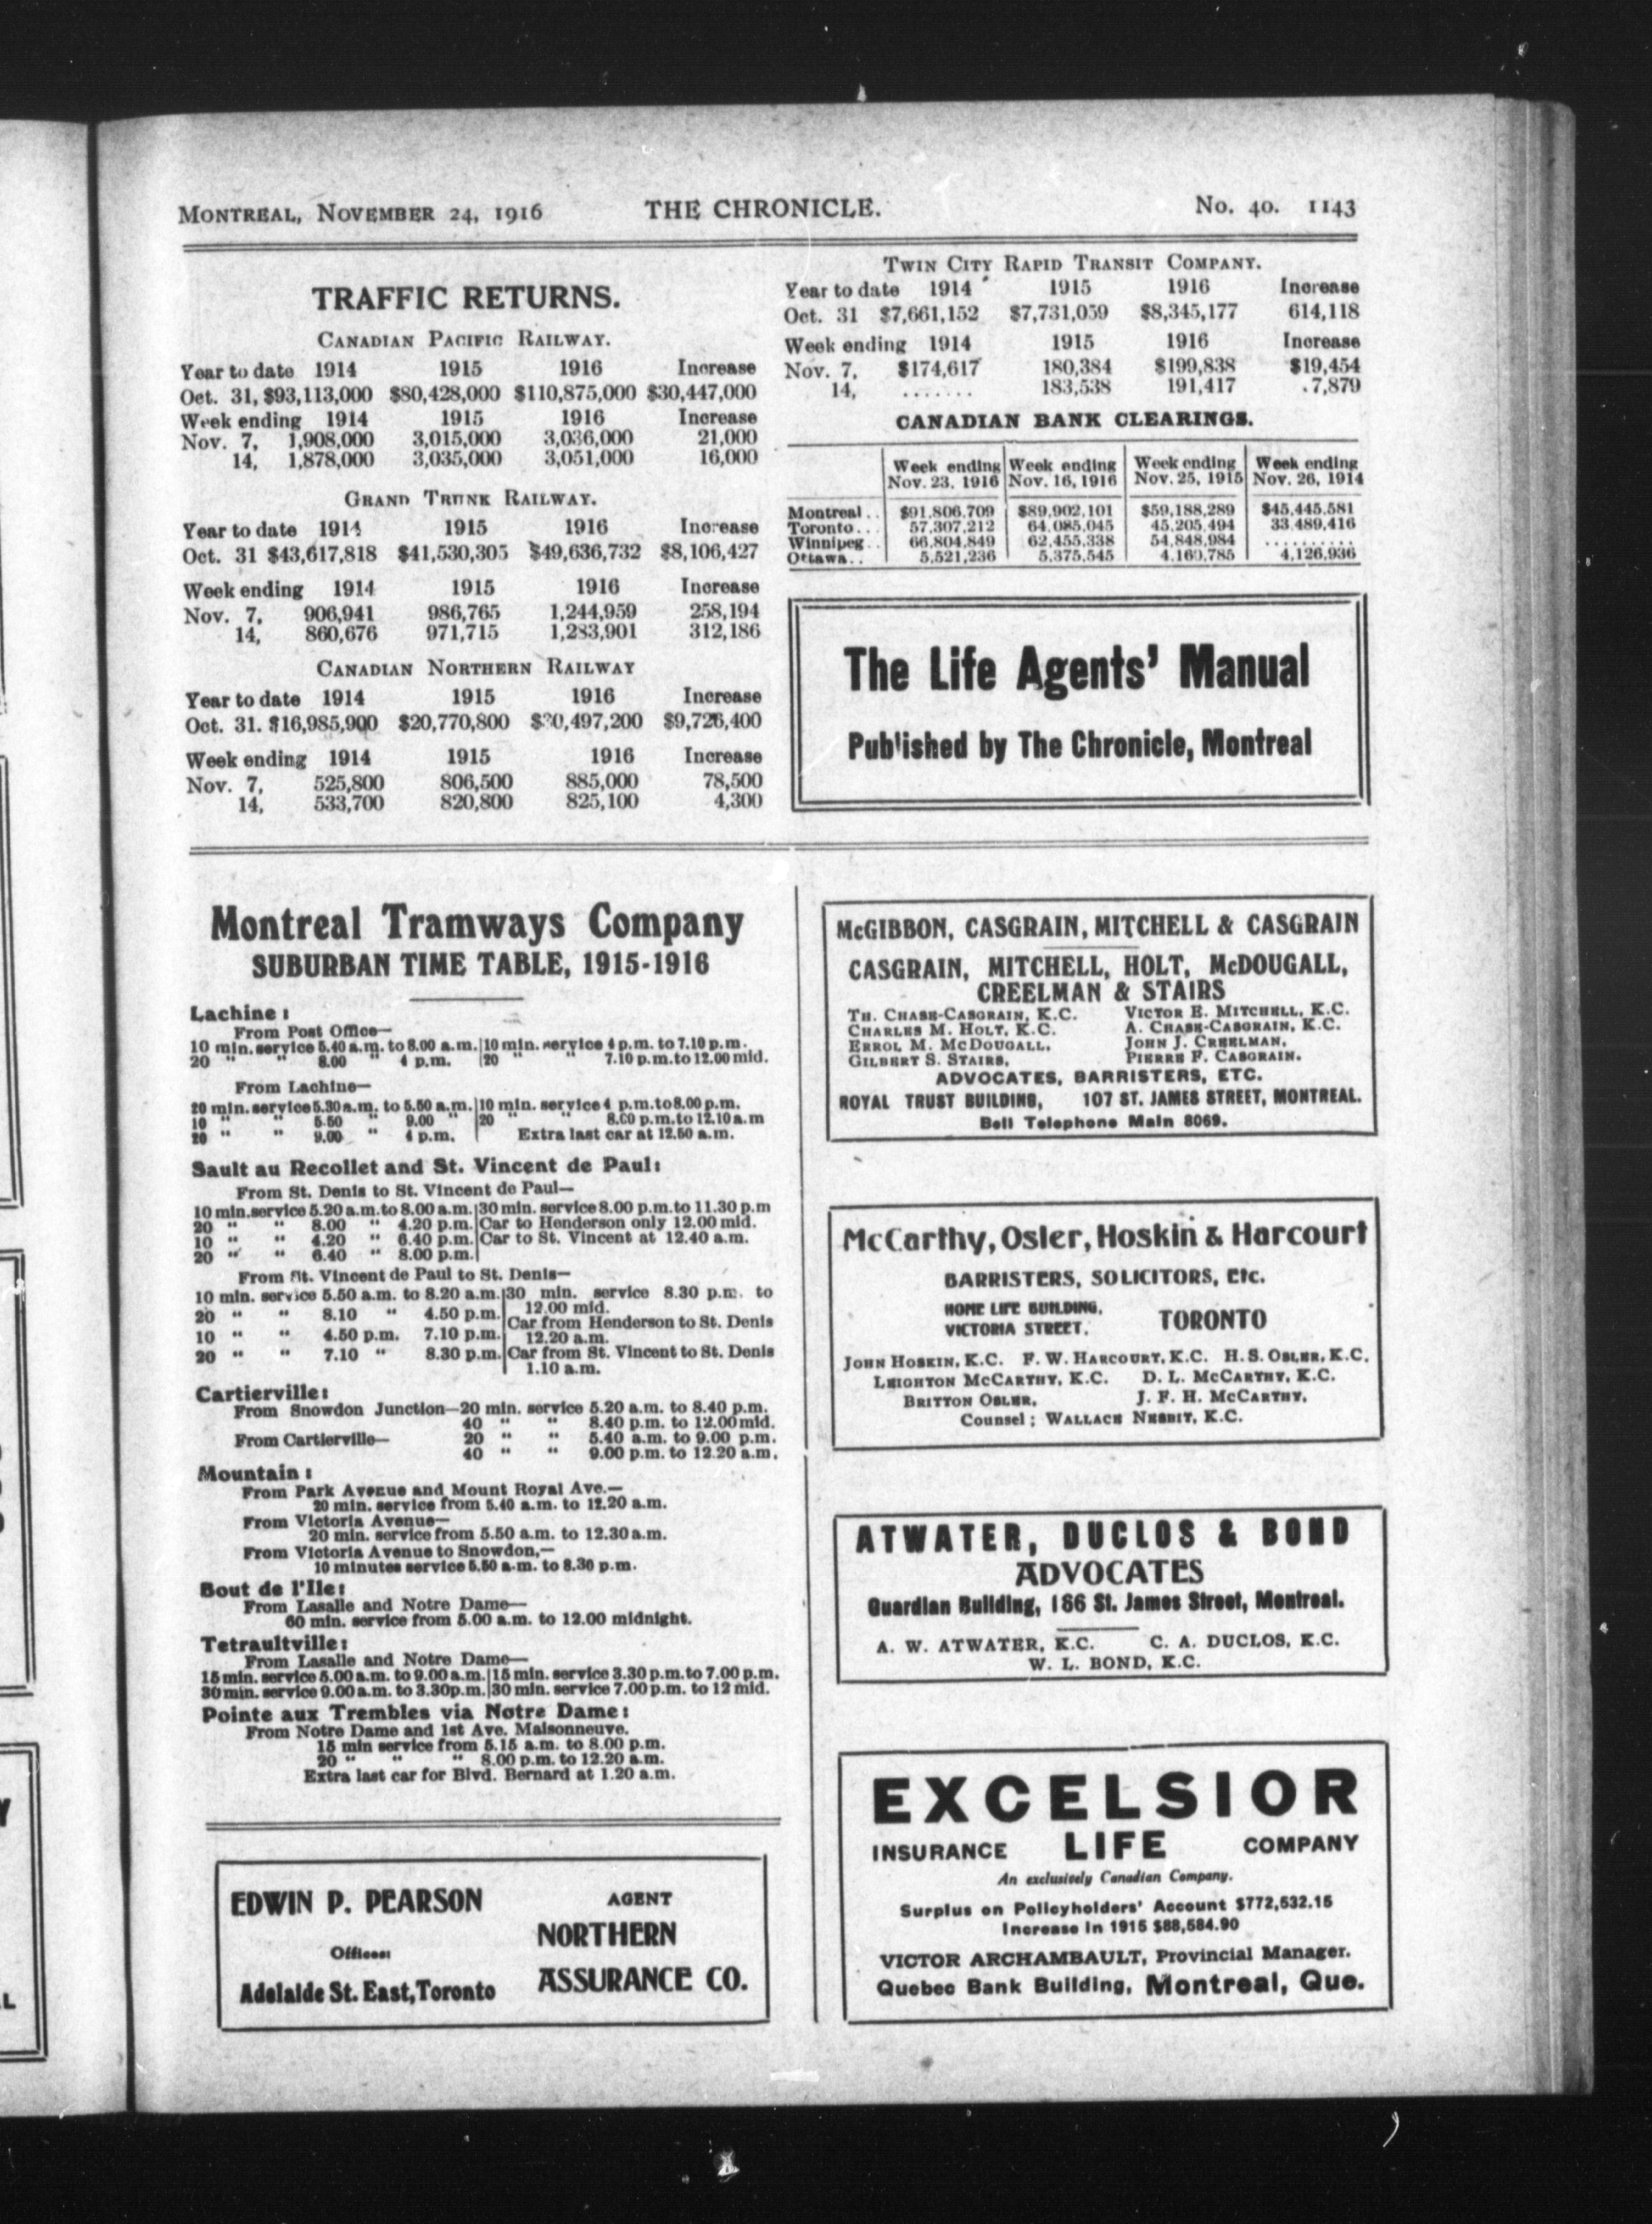 MONTREAL, NOVEMBER 24, 1916 THE CHRONICLE. No. 40. 1143
TRAFFIC RETURNS.
CANADIAN PACIFIC RAILWAY.
Year to date 1914 1915 1916 Increase
Oct. 31, $93,113,000 $80,428,000 $110,875,000 $30,447,000
Week ending 1914 1915 1916 Increase
Nov. 7, 1,908,000 3,015,000 3,036,000 21,000
14, 1,878,000 3,035,000 3,051,000 16,000
GRAND TRUNK RAILWAY.
Year to date 1914 1915 1916 Increase
Oct. 31 $43,617,818 $41,530,305 $49,636,732 $8,106,427
Week ending 1914 1915 1916 Increase
Nov. 7, 906,941 986,765 1,244,959 258,194
14, 860,676 971,715 1,283,901 312,186
CANADIAN NORTHERN RAILWAY
Year to date 1914 1915 1916 Increase
Oct. 31. $16,985,900 $20,770,800 $30,497,200 $9,726,400
Week ending 1914 1915 1916 Increase
Nov. 7, 525,800 806,500 885,000 78,500
14, 533,700 820,800 825,100 4,300
TWIN CITY RAPID TRANSIT COMPANY.
Year to date 1914 1915 1916 Increase
Oct. 31 $7,661,152 $7,731,059 $8,345,177 614,118
Week ending 1914 1915 1916 Increase
Nov. 7, $174,617 180,384 $199,838 $19,454
14, ....... 183,538 191,417 7,879
CANADIAN BANK CLEARINGS.
Week ending Week ending Week ending Week ending
Nov. 23, 1916 Nov. 16, 1916 Nov. 25, 1915 Nov. 26, 1914
Montreal.. $91,806,709 $89,902,101 $59,188,289 $45,445,581
Toronto... 57,307,212 64,085,045 45,205,494 33,489,416
Winnipeg.. 66,804,849 62,455,338 54,848,984 ..........
Ottawa.. 5,521,236 5,375,545 4,160,785 4,126,936
The Life Agents' Manual
Published by The Chronicle, Montreal
Montreal Tramways Company
SUBURBAN TIME TABLE, 1915-1916
Lachine:
From Post Office—
10 min. service 5.40 a.m. to 8.00 a.m. 10 min. service 4 p.m. to 7.10 p.m.
20 " " 8.00 " 4 p.m. 20 " " 7.10 p.m. to 12.00 mid.
From Lachine—
20 min. service 5.30 a.m. to 5.50 a.m. 10 min. service 4 p.m. to 8.00 p.m.
10 " " 5.50 " 9.00 " 20 " " 8.00 p.m. to 12.10 a.m
20 " " 9.00 " 4 p.m. Extra last car at 12.50 a.m.
Sault au Recollet and St. Vincent de Paul:
From St. Denis to St. Vincent de Paul—
10 min. service 5.20 a.m. to 8.00 a.m. 30 min. service 8.00 p.m. to 11.30 p.m
20 " " 8.00 " 4.20 p.m. Car to Henderson only 12.00 mid.
10 " " 4.20 " 6.40 p.m. Car to St. Vincent at 12.40 a.m.
20 " " 6.40 " 8.00 p.m.
From St. Vincent de Paul to St. Denis—
10 min. service 5.50 a.m. to 8.20 a.m. 30 min. service 8.30 p.m. to
20 " " 8.10 " 4.50 p.m. 12.00 mid.
Car from Henderson to St. Denis
10 " " 4.50 p.m. 7.10 p.m. 12.20 a.m.
20 " " 7.10 " 8.30 p.m. Car from St. Vincent to St. Denis
1.10 a.m.
Cartierville:
From Snowdon Junction—20 min. service 5.20 a.m. to 8.40 p.m.
40 " " 8.40 p.m. to 12.00 mid.
From Cartierville— 20 " " 5.40 a.m. to 9.00 p.m.
40 " " 9.00 p.m. to 12.20 a.m.
Mountain:
From Park Avenue and Mount Royal Ave.—
20 min. service from 5.40 a.m. to 12.20 a.m.
From Victoria Avenue—
20 min. service from 5.50 a.m. to 12.30 a.m.
From Victoria Avenue to Snowdon,—
10 minutes service 5.50 a.m. to 8.30 p.m.
Bout de l'Ile:
From Lasalle and Notre Dame—
60 min. service from 5.00 a.m. to 12.00 midnight.
Tetraultville:
From Lasalle and Notre Dame—
15 min. service 5.00 a.m. to 9.00 a.m. 15 min. service 3.30 p.m. to 7.00 p.m.
30 min. service 9.00 a.m. to 3.30 p.m. 30 min. service 7.00 p.m. to 12 mid.
Pointe aux Trembles via Notre Dame:
From Notre Dame and 1st Ave. Maisonneuve.
15 min service from 5.15 a.m. to 8.00 p.m.
20 " " " 8.00 p.m. to 12.20 a.m.
Extra last car for Blvd. Bernard at 1.20 a.m.
EDWIN P. PEARSON AGENT
NORTHERN
Offices:
Adelaide St. East, Toronto ASSURANCE CO.
McGIBBON, CASGRAIN, MITCHELL & CASGRAIN
CASGRAIN, MITCHELL, HOLT, McDOUGALL,
CREELMAN & STAIRS
TH. CHASE-CASGRAIN, K.C. VICTOR E. MITCHELL, K.C.
CHARLES M. HOLT, K.C. A. CHASE-CASGRAIN, K.C.
ERROL M. McDOUGALL, JOHN J. CREELMAN,
GILBERT S. STAIRS, PIERRE F. CASGRAIN.
ADVOCATES, BARRISTERS, ETC.
ROYAL TRUST BUILDING, 107 ST. JAMES STREET, MONTREAL.
Bell Telephone Main 8069.
McCarthy, Osler, Hoskin & Harcourt
BARRISTERS, SOLICITORS, Etc.
HOME LIFE BUILDING,
VICTORIA STREET, TORONTO
JOHN HOSKIN, K.C. F. W. HARCOURT, K.C. H. S. OSLER, K.C.
LEIGHTON McCARTHY, K.C. D. L. McCARTHY, K.C.
BRITTON OSLER, J. F. H. McCARTHY,
Counsel: WALLACE NESBIT, K.C.
ATWATER, DUCLOS & BOND
ADVOCATES
Guardian Building, 186 St. James Street, Montreal.
A. W. ATWATER, K.C. C. A. DUCLOS, K.C.
W. L. BOND, K.C.
EXCELSIOR
INSURANCE LIFE COMPANY
An exclusively Canadian Company.
Surplus on Policyholders' Account $772,532.15
Increase in 1915 $88,584.90
VICTOR ARCHAMBAULT, Provincial Manager.
Quebec Bank Building, Montreal, Que.